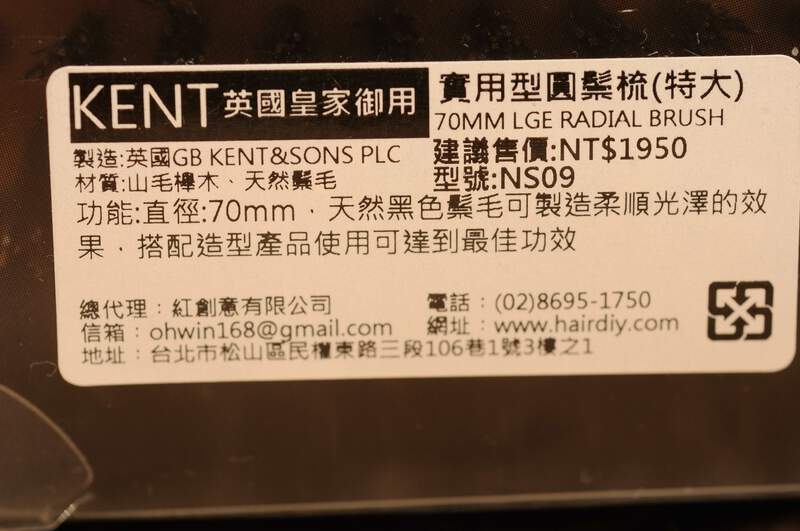 KENT英國皇家御用
實用型圓鬃梳(特大)
70MM LGE RADIAL BRUSH
製造:英國GB KENT&SONS PLC
建議售價:NT$1950
材質:山毛櫸木、天然鬃毛
型號:NS09
功能:直徑:70mm，天然黑色鬃毛可製造柔順光澤的效
果，搭配造型產品使用可達到最佳功效
總代理：紅創意有限公司
電話：(02)8695-1750
信箱：ohwin168@gmail.com
網址：www.hairdiy.com
地址：台北市松山區民權東路三段106巷1號3樓之1